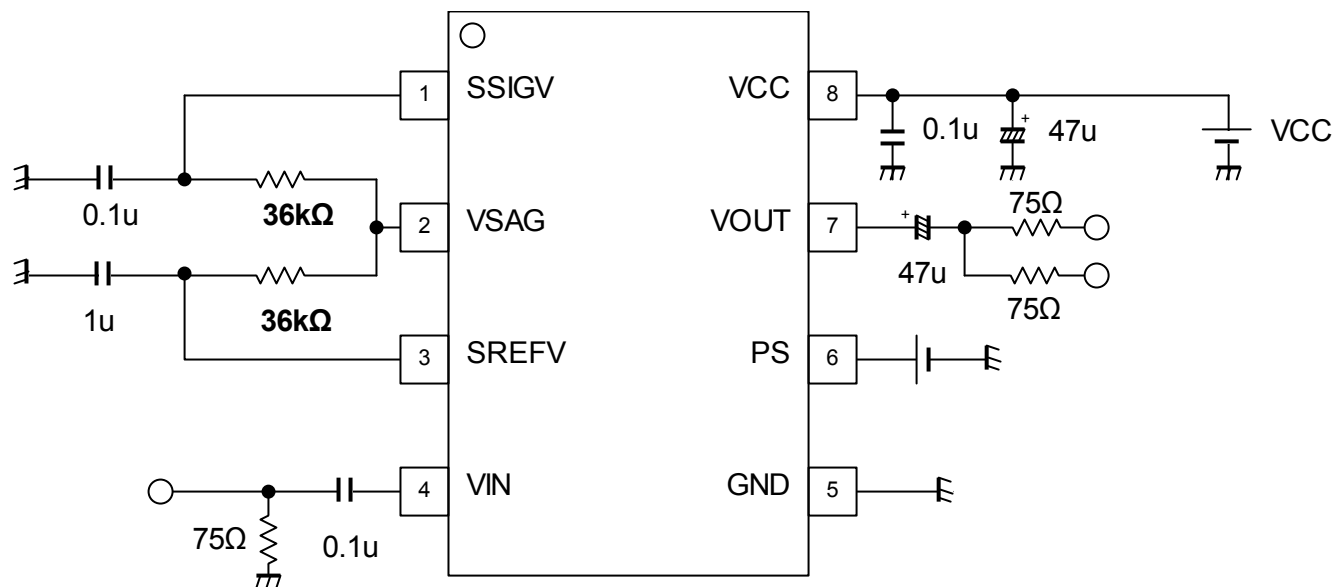 1 SSIGV VCC 8
0.1u 47u VCC
0.1u 36kΩ
2 VSAG VOUT 7
75Ω
47u
75Ω
1u 36kΩ
3 SREFV PS 6
4 VIN GND 5
75Ω 0.1u